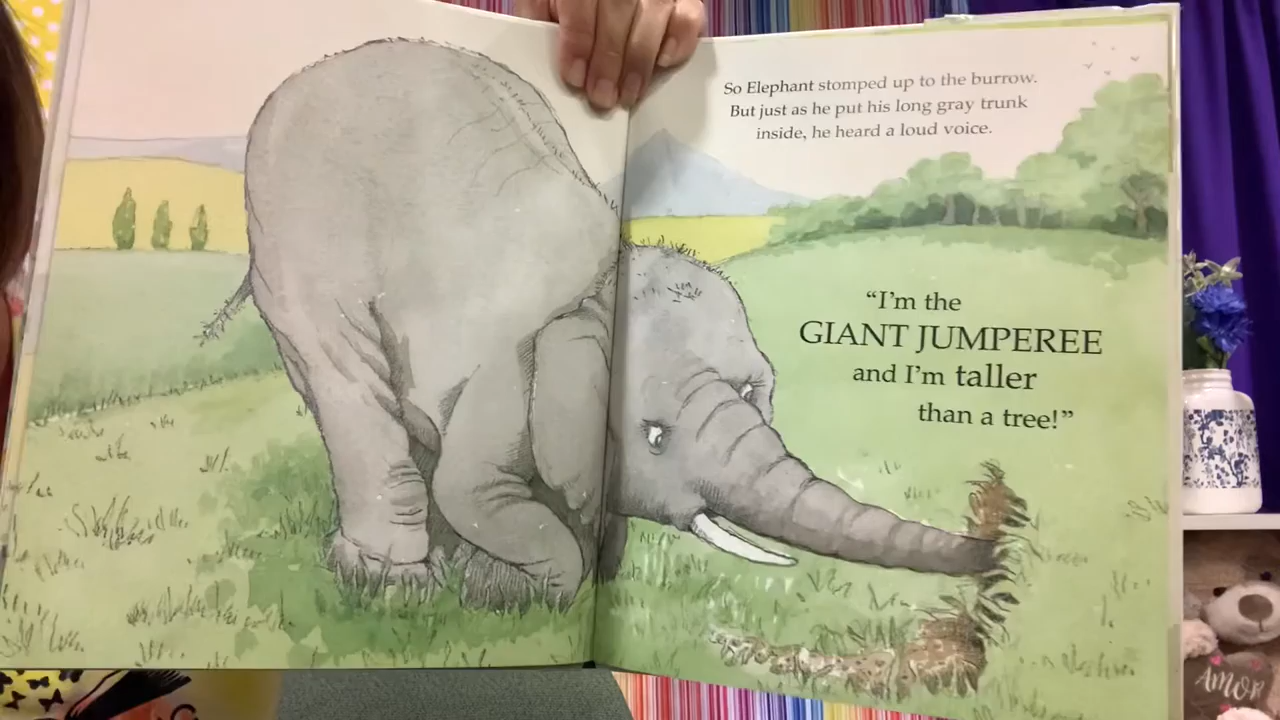 So Elephant stomped up to the burrow.
But just as he put his long gray trunk
inside, he heard a loud voice.
“I’m the
GIANT JUMPEREE
and I’m taller
than a tree!”
AMOR